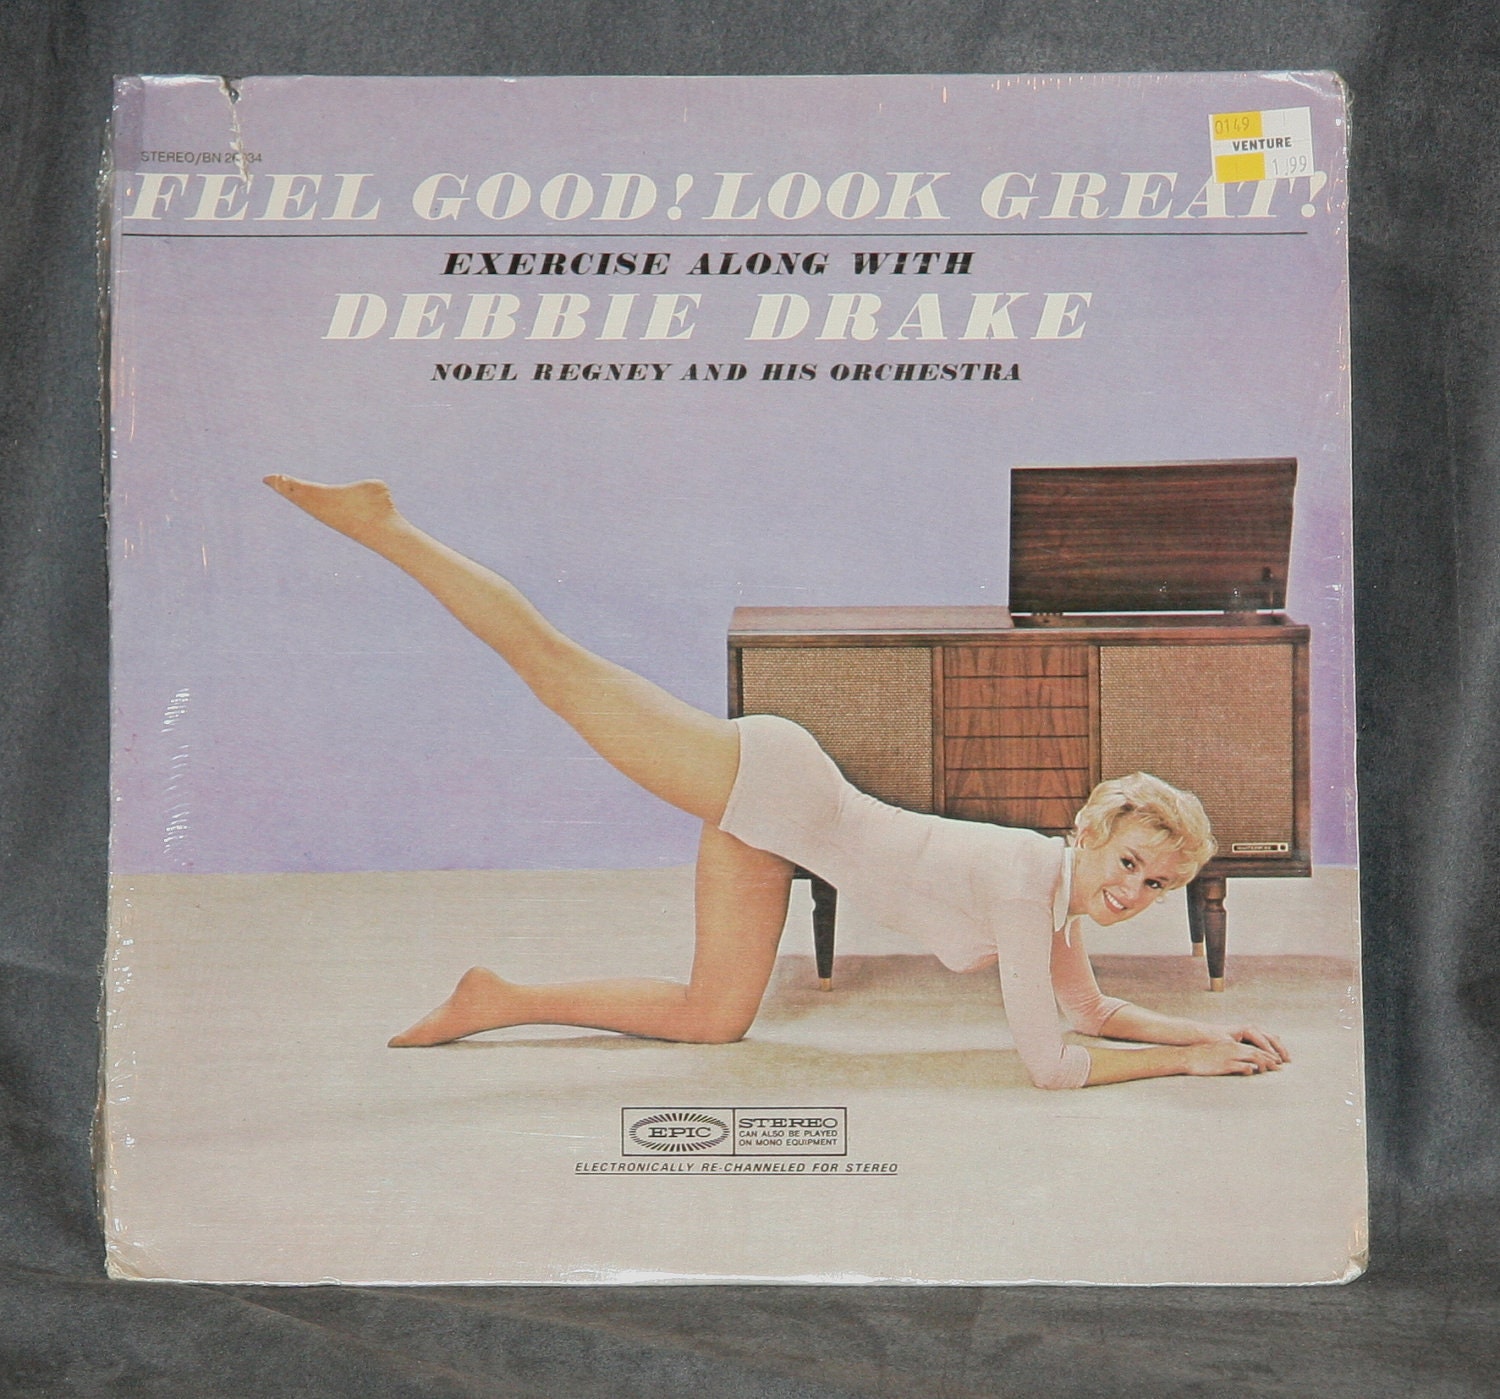 0149
VENTURE
1.99
STEREO/BN
FEEL GOOD! LOOK GREAT!
EXERCISE ALONG WITH
DEBBIE DRAKE
NOEL REGNEY AND HIS ORCHESTRA
EPIC
STEREO
CAN ALSO BE PLAYED
ON MONO EQUIPMENT
ELECTRONICALLY RE-CHANNELED FOR STEREO